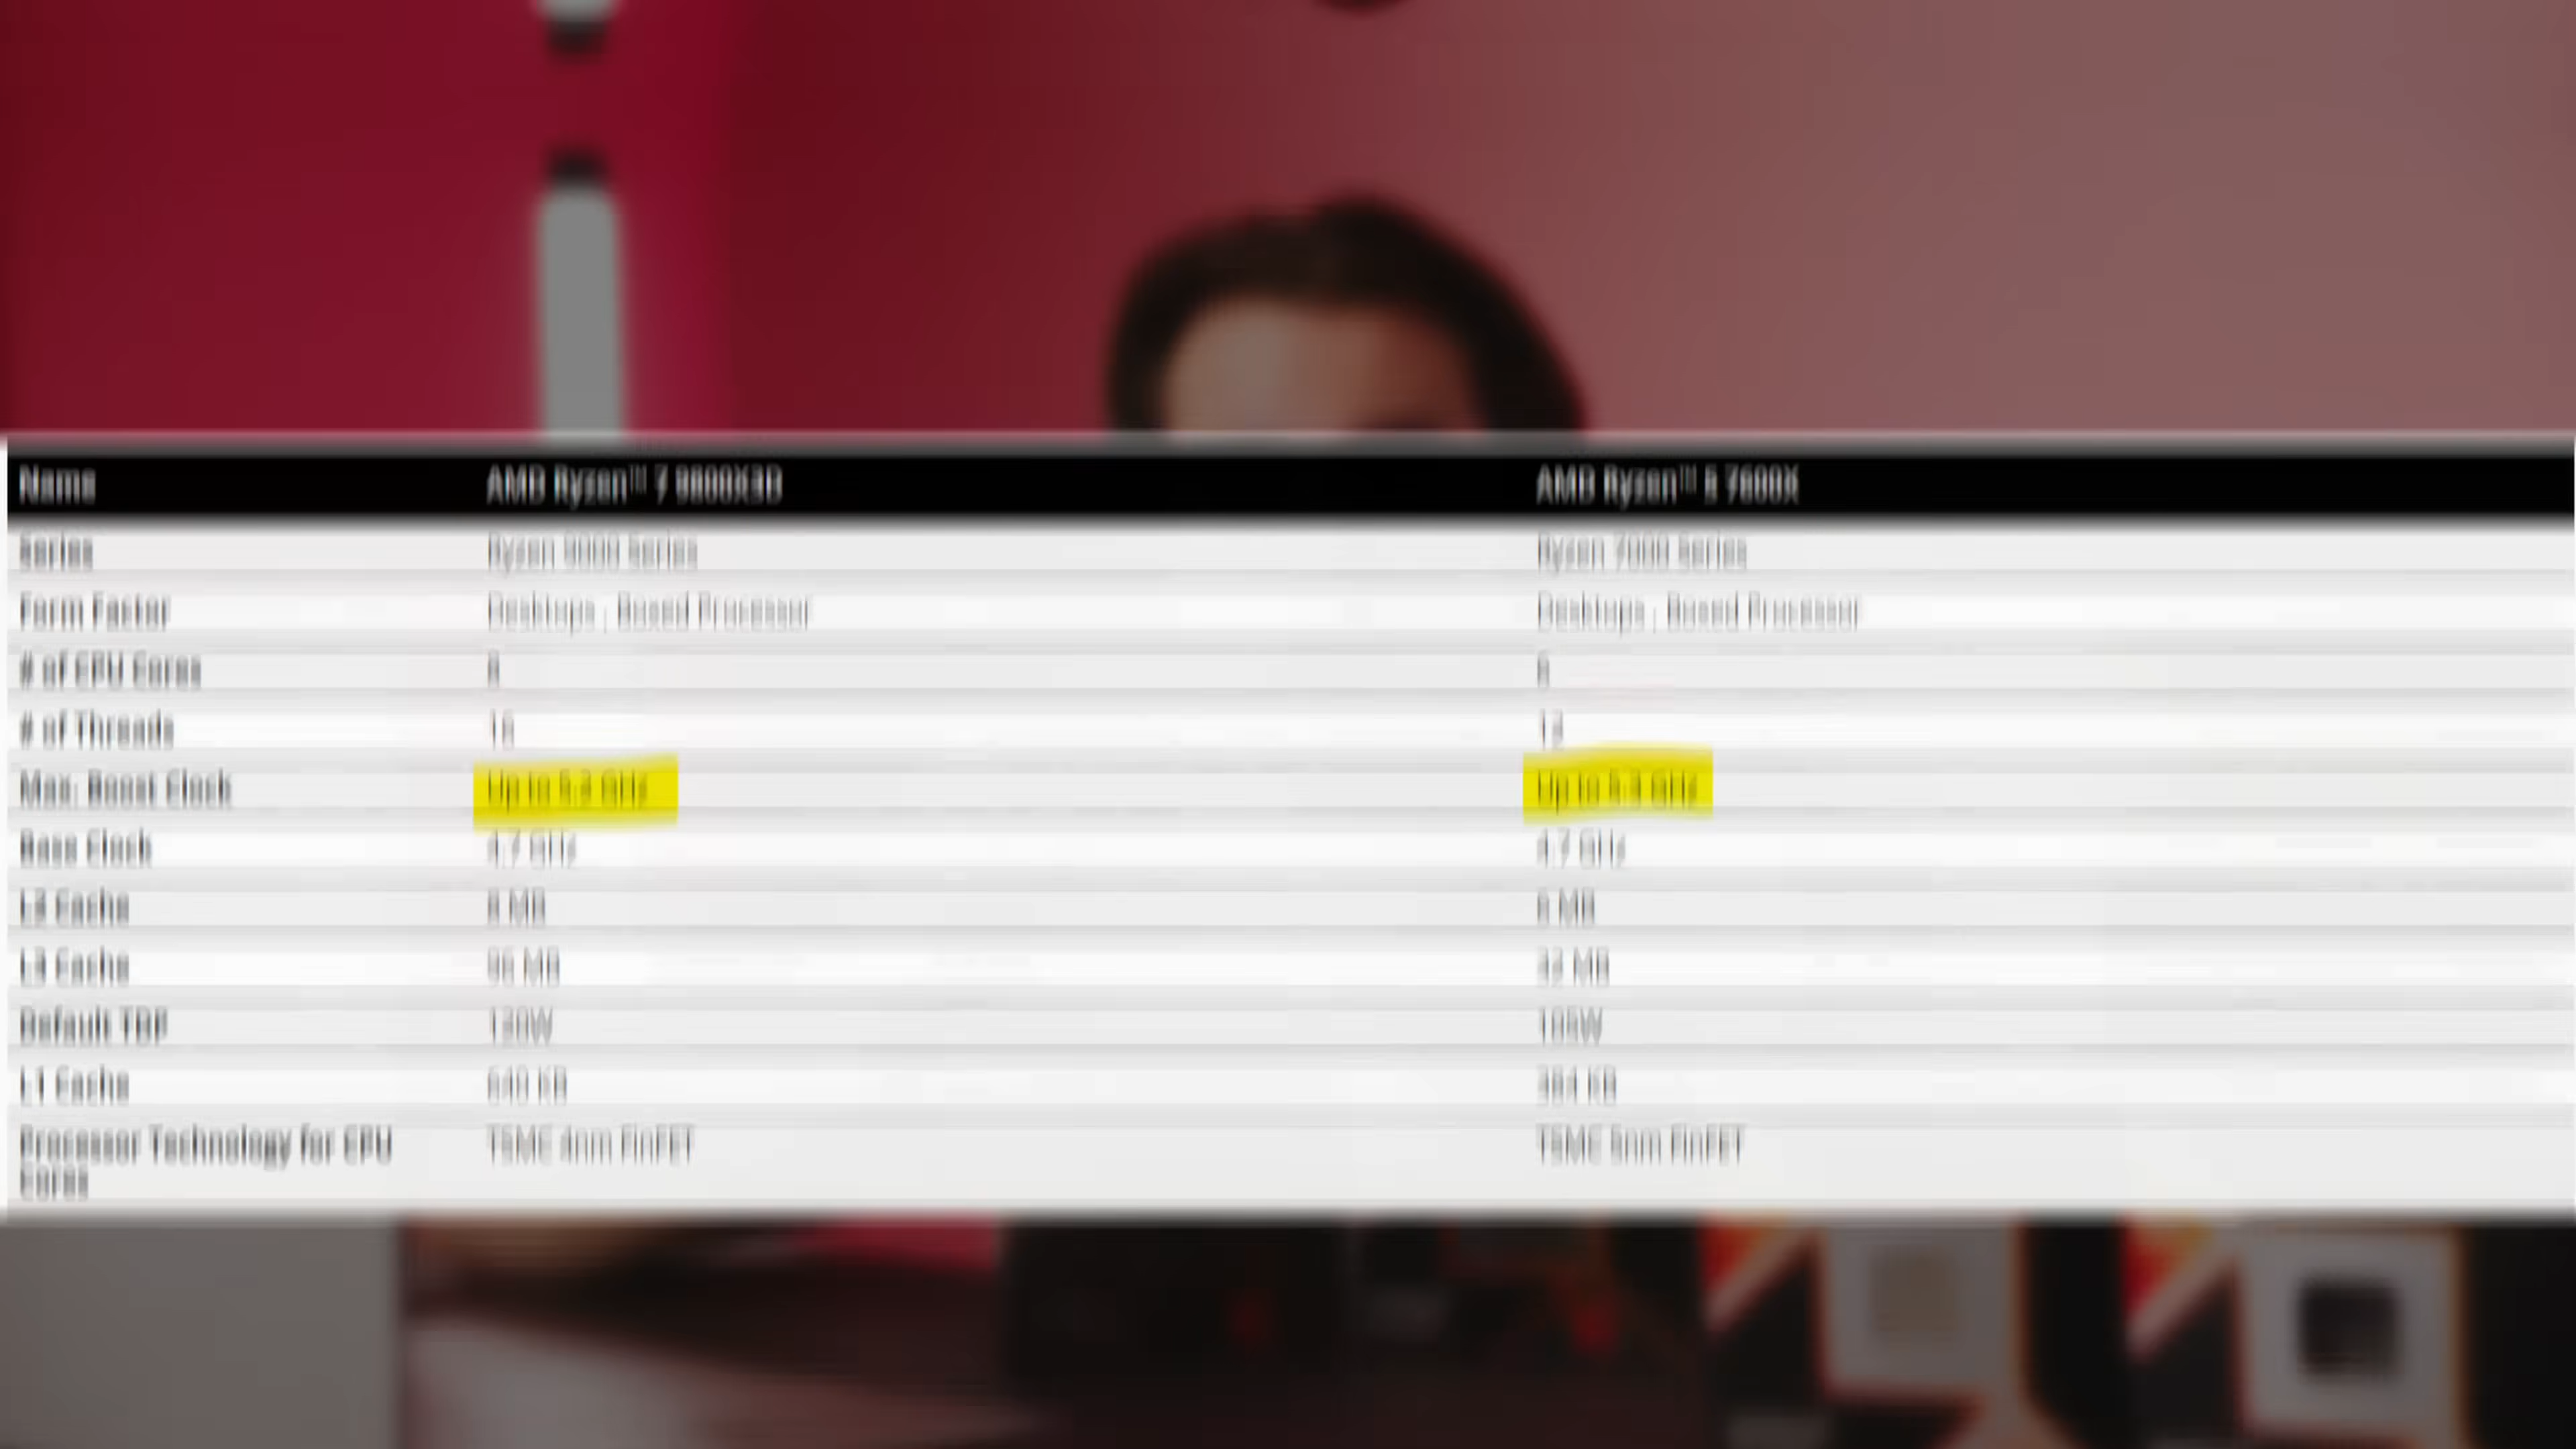 Name AMD Ryzen™ 7 9800X3D AMD Ryzen™ 5 7600X
Series Ryzen 9000 Series Ryzen 7000 Series
Form Factor Desktops , Boxed Processor Desktops , Boxed Processor
# of CPU Cores 8 6
# of Threads 16 12
Max. Boost Clock Up to 5.2 GHz Up to 5.3 GHz
Base Clock 4.7 GHz 4.7 GHz
L2 Cache 8 MB 6 MB
L3 Cache 96 MB 32 MB
Default TDP 120W 105W
L1 Cache 640 KB 384 KB
Processor Technology for CPU TSMC 4nm FinFET TSMC 5nm FinFET
Cores